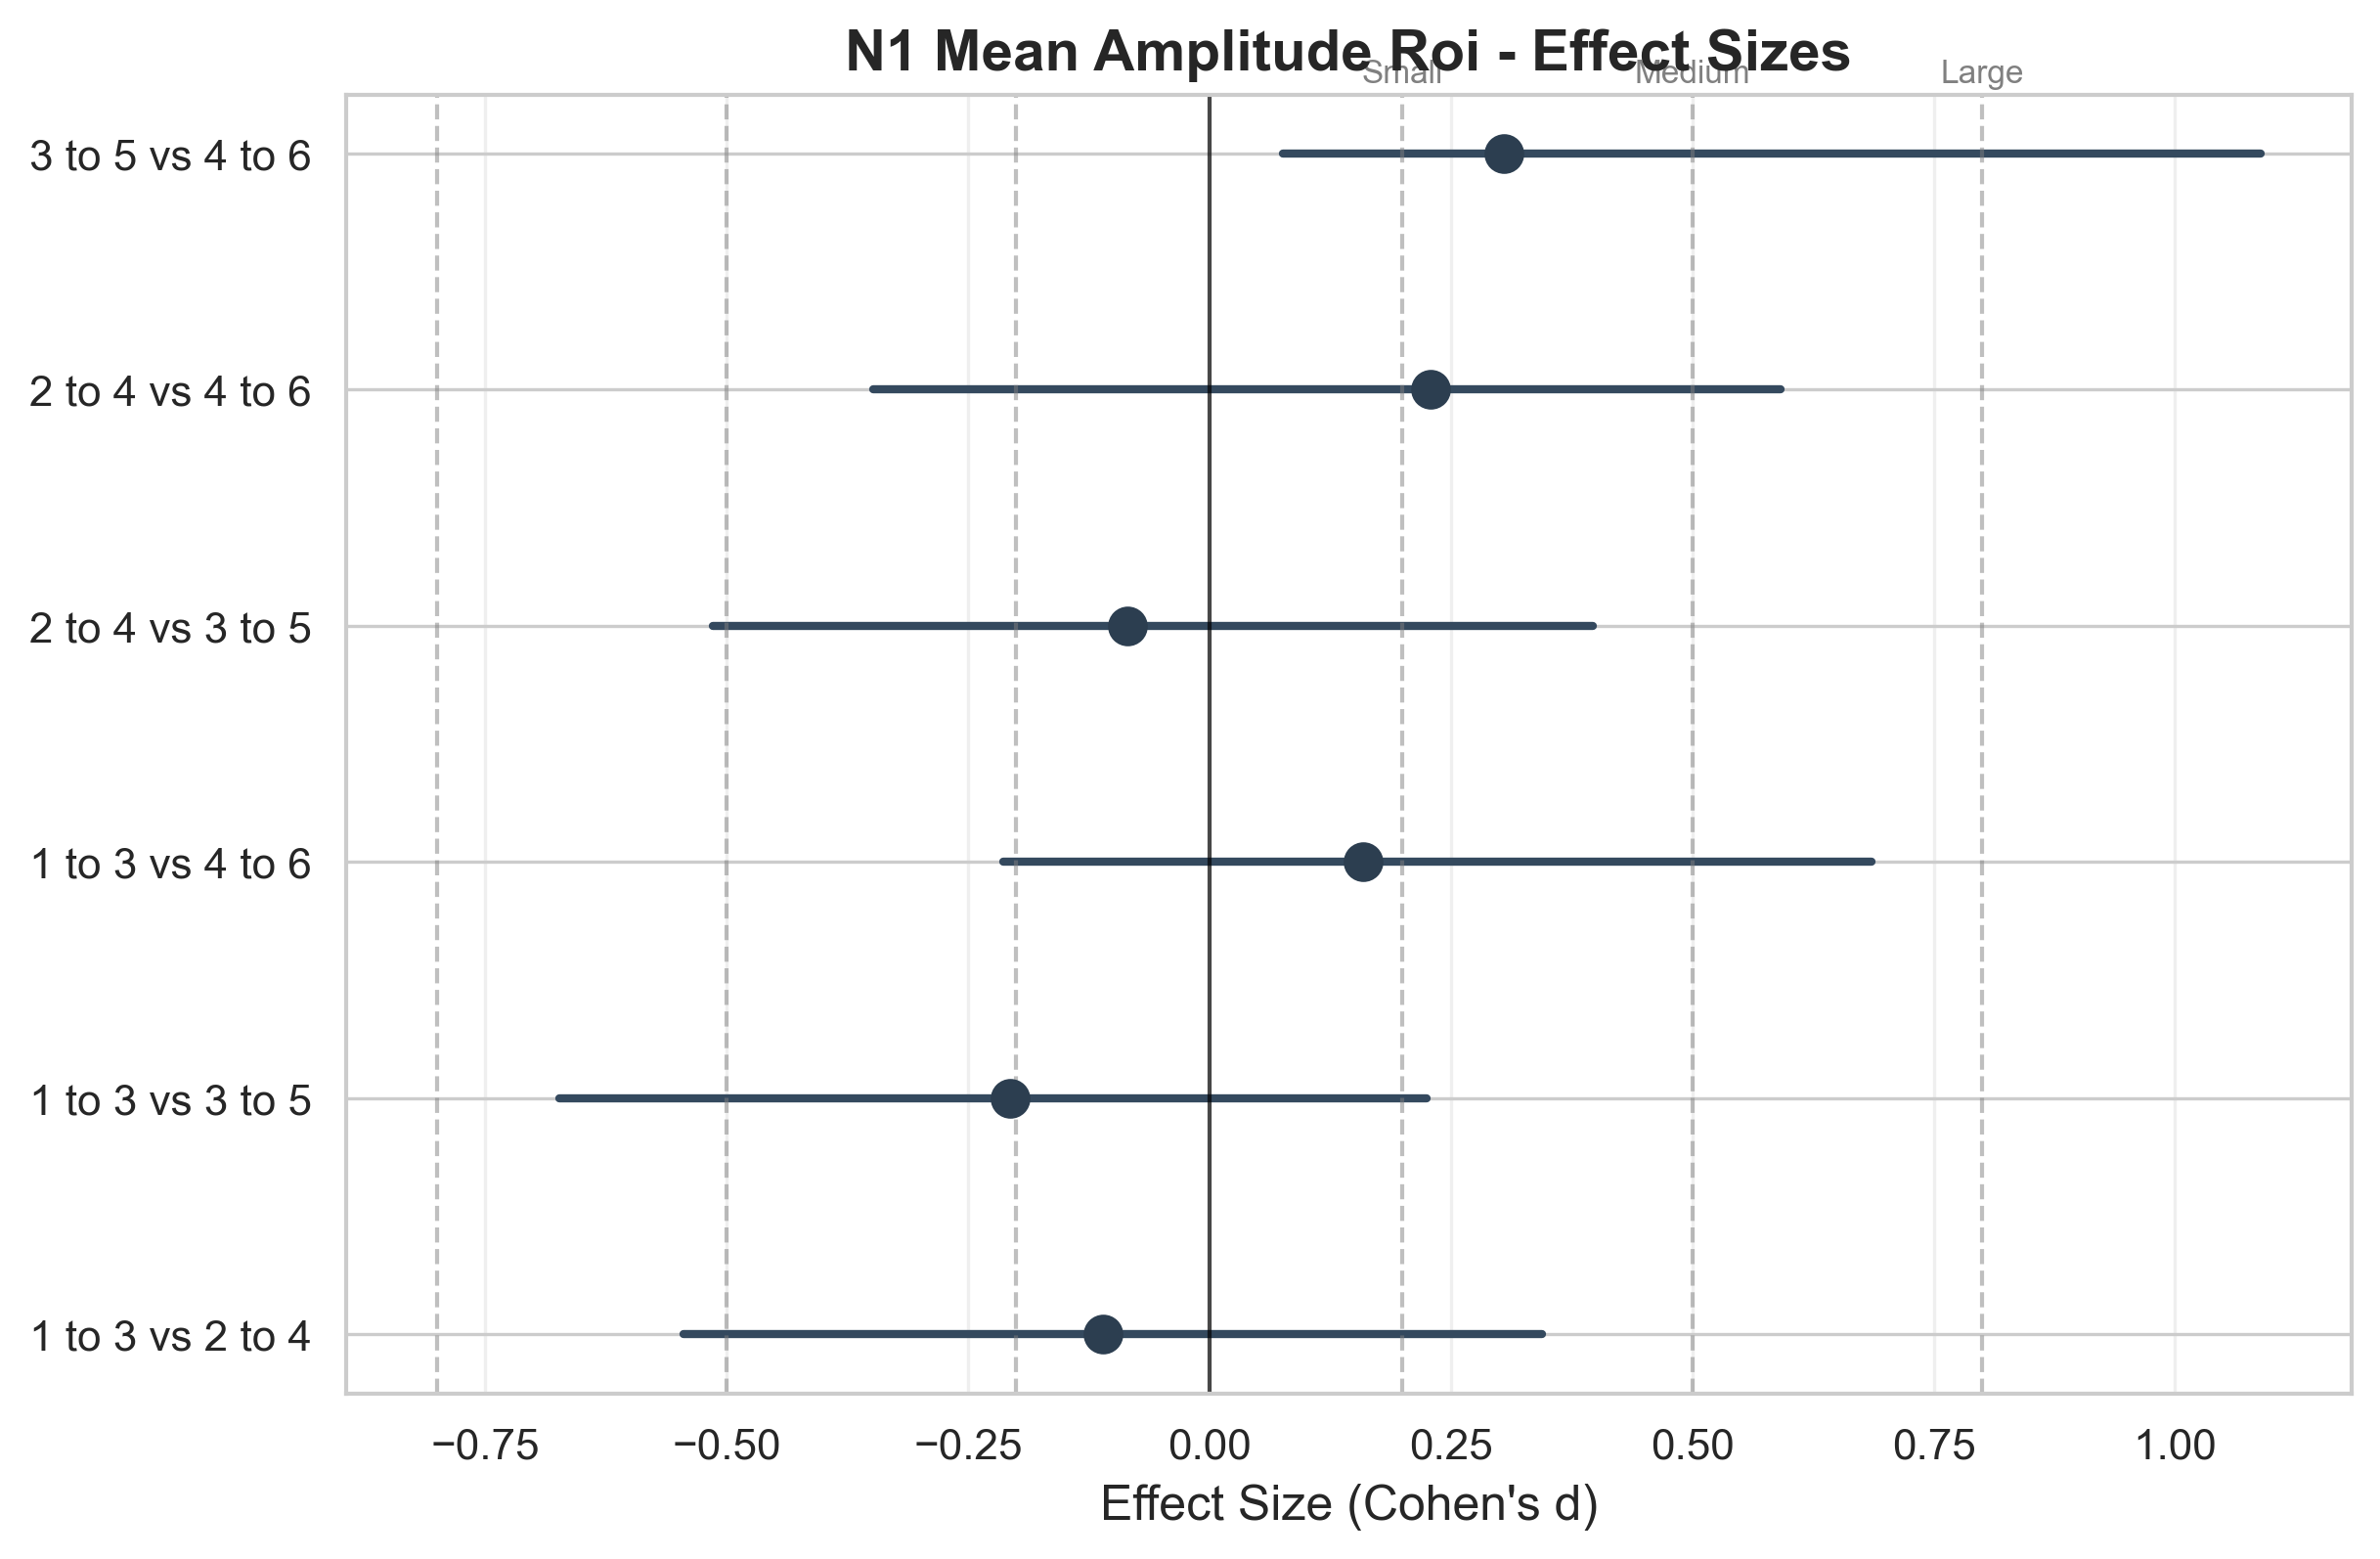 N1 Mean Amplitude Roi - Effect Sizes
Small Medium Large
3 to 5 vs 4 to 6
2 to 4 vs 4 to 6
2 to 4 vs 3 to 5
1 to 3 vs 4 to 6
1 to 3 vs 3 to 5
1 to 3 vs 2 to 4
−0.75 −0.50 −0.25 0.00 0.25 0.50 0.75 1.00
Effect Size (Cohen's d)